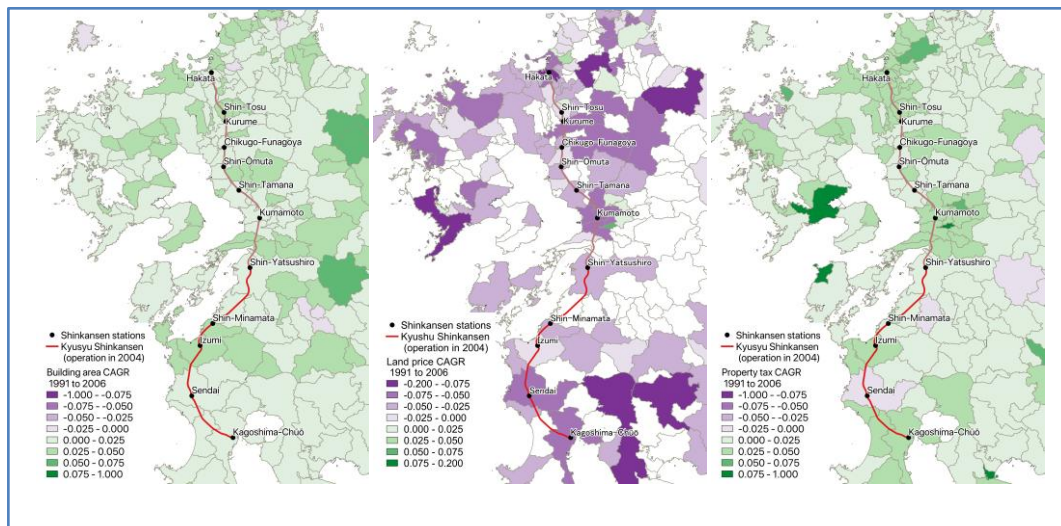 Hakata
Shin-Tosu
Kurume
Chikugo-Funagoya
Shin-Ōmuta
Shin-Tamana
Kumamoto
Shin-Yatsushiro
Shin-Minamata
Izumi
Sendai
Kagoshima-Chūō
Shinkansen stations
Kyusyu Shinkansen
(operation in 2004)
Building area CAGR
1991 to 2006
-1.000 - -0.075
-0.075 - -0.050
-0.050 - -0.025
-0.025 - 0.000
0.000 - 0.025
0.025 - 0.050
0.050 - 0.075
0.075 - 1.000
Hakata
Shin-Tosu
Kurume
Chikugo-Funagoya
Shin-Ōmuta
Shin-Tamana
Kumamoto
Shin-Yatsushiro
Shin-Minamata
Izumi
Sendai
Kagoshima-Chūō
Shinkansen stations
Kyushu Shinkansen
(operation in 2004)
Land price CAGR
1991 to 2006
-0.200 - -0.075
-0.075 - -0.050
-0.050 - -0.025
-0.025 - 0.000
0.000 - 0.025
0.025 - 0.050
0.050 - 0.075
0.075 - 0.200
Hakata
Shin-Tosu
Kurume
Chikugo-Funagoya
Shin-Ōmuta
Shin-Tamana
Kumamoto
Shin-Yatsushiro
Shin-Minamata
Izumi
Sendai
Kagoshima-Chūō
Shinkansen stations
Kyusyu Shinkansen
(operation in 2004)
Property tax CAGR
1991 to 2006
-1.000 - -0.075
-0.075 - -0.050
-0.050 - -0.025
-0.025 - 0.000
0.000 - 0.025
0.025 - 0.050
0.050 - 0.075
0.075 - 1.000